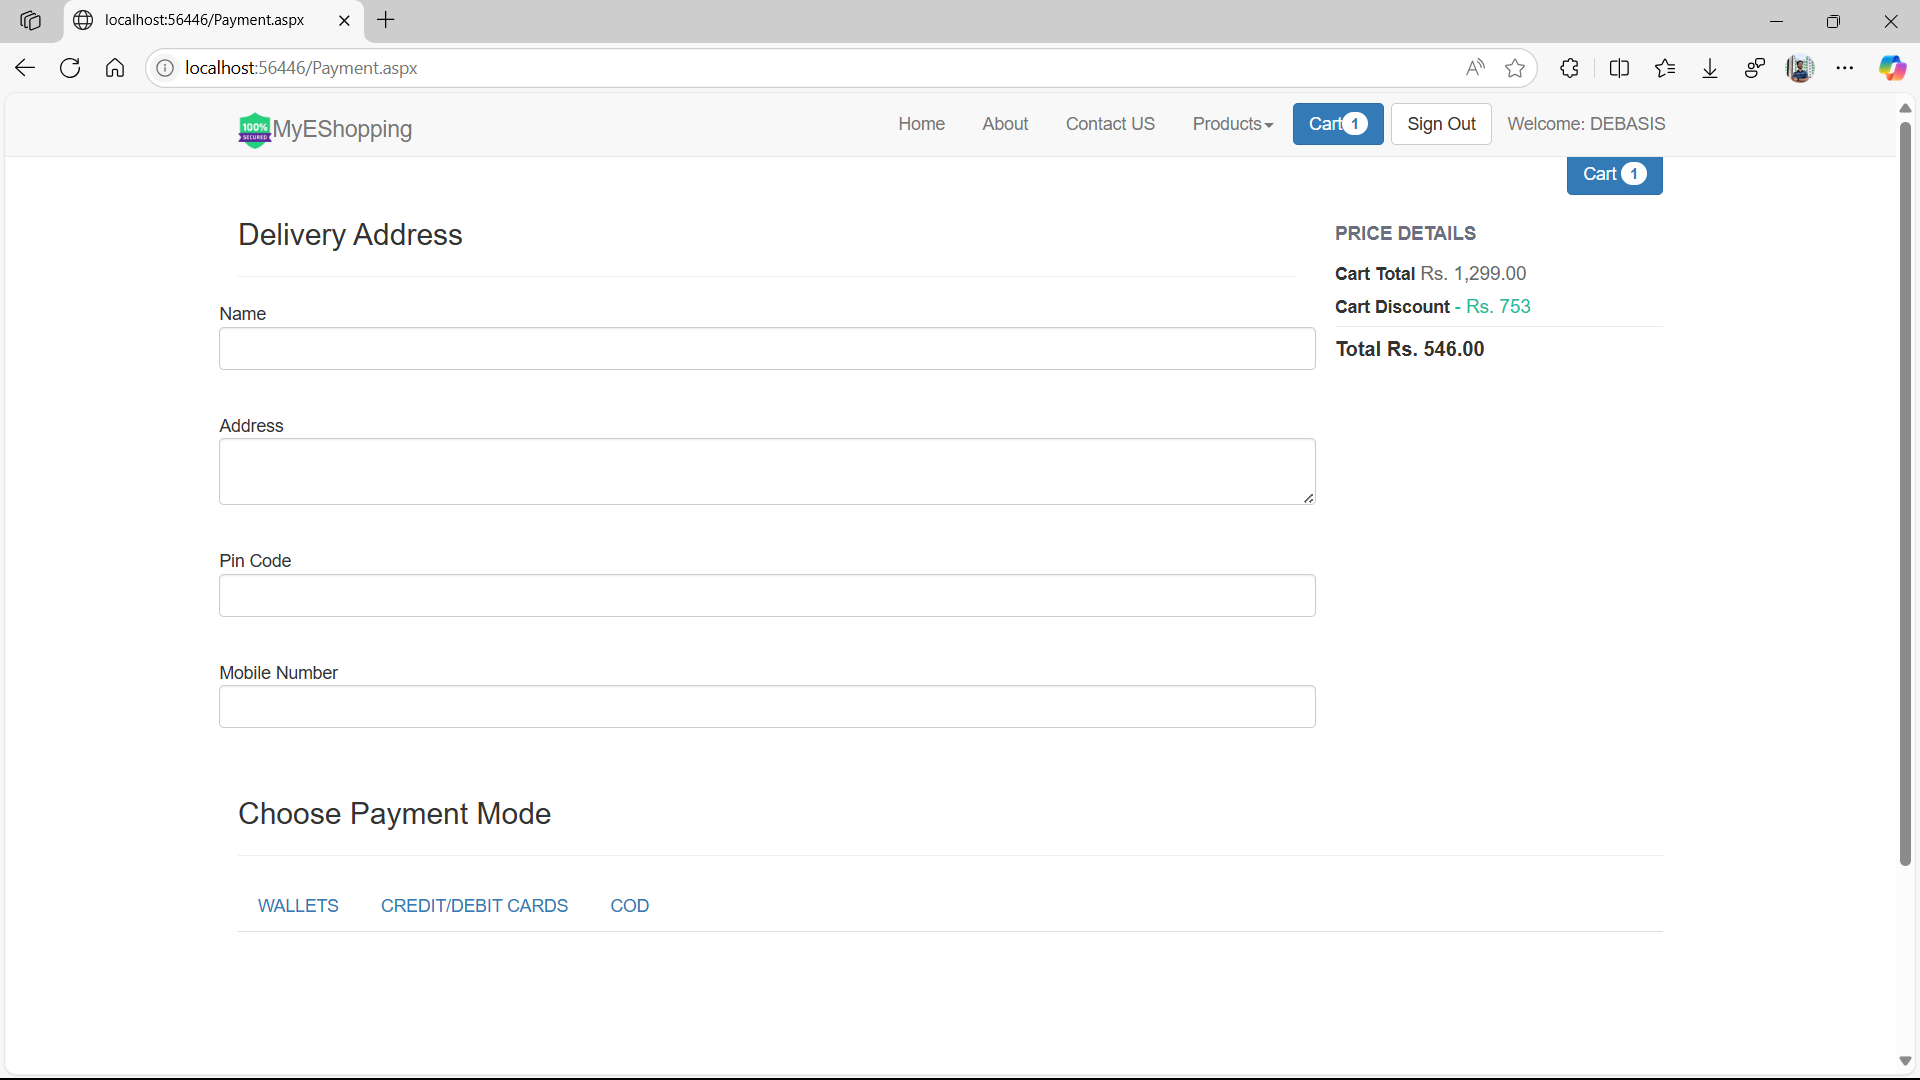 localhost:56446/Payment.aspx
localhost:56446/Payment.aspx
100% SECURED MyEShopping Home About Contact US Products Cart 1 Sign Out Welcome: DEBASIS
Cart 1
Delivery Address
PRICE DETAILS
Cart Total Rs. 1,299.00
Cart Discount - Rs. 753
Total Rs. 546.00
Name
Address
Pin Code
Mobile Number
Choose Payment Mode
WALLETS CREDIT/DEBIT CARDS COD